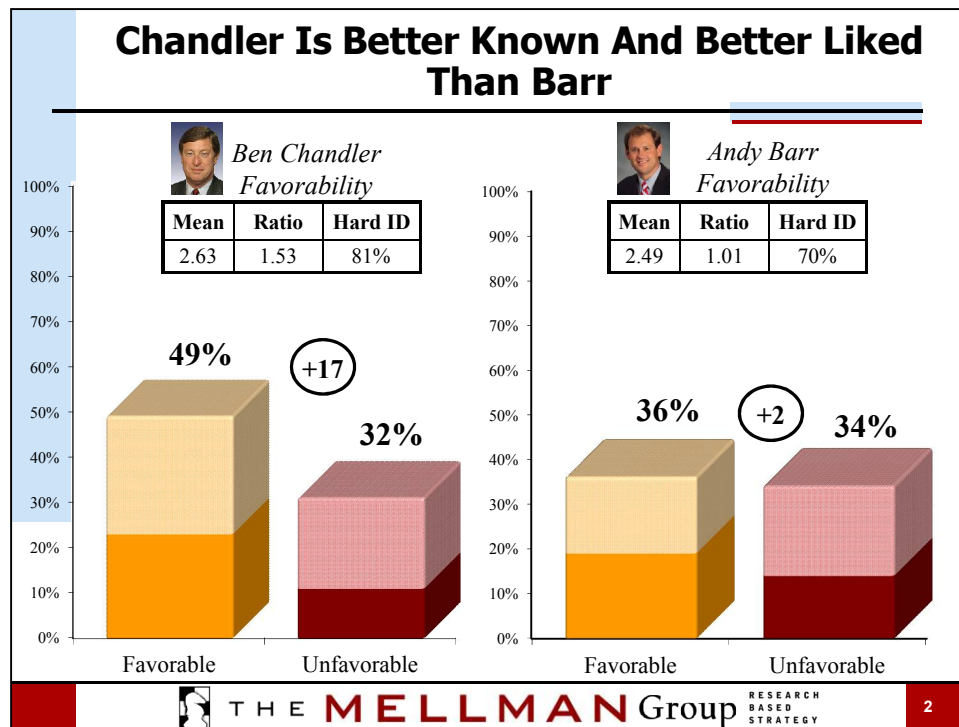 Chandler Is Better Known And Better Liked
Than Barr
Ben Chandler
Favorability
Mean Ratio Hard ID
2.63 1.53 81%
100%
90%
80%
70%
60%
50%
40%
30%
20%
10%
0%
49%
+17
32%
Favorable Unfavorable
Andy Barr
Favorability
Mean Ratio Hard ID
2.49 1.01 70%
100%
90%
80%
70%
60%
50%
40%
30%
20%
10%
0%
36%
+2
34%
Favorable Unfavorable
THE MELLMAN Group
RESEARCH
BASED
STRATEGY
2